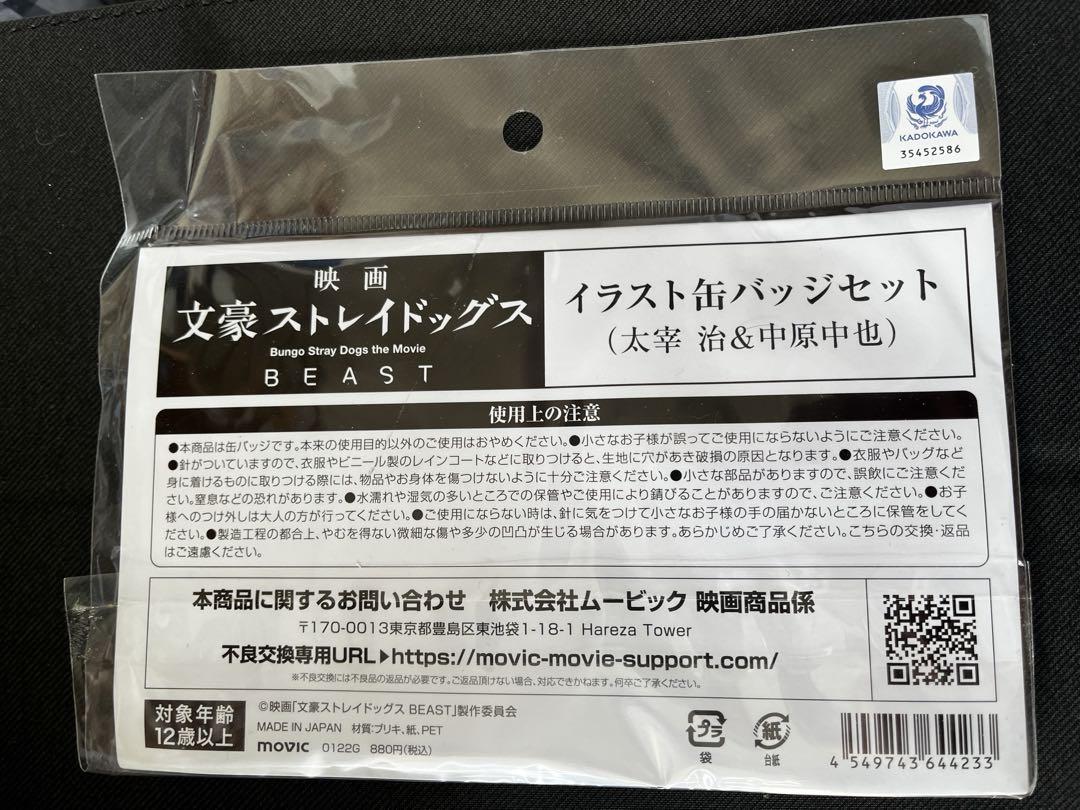 KADOKAWA
35452586
映画
文豪ストレイドッグス
Bungo Stray Dogs the Movie
BEAST
イラスト缶バッジセット
（太宰 治&中原中也）
使用上の注意
●本商品は缶バッジです。本来の使用目的以外のご使用はおやめください。●小さなお子様が誤ってご使用にならないようにご注意ください。
●針がついていますので、衣服やビニール製のレインコートなどに取りつけると、生地に穴があき破損の原因となります。●衣服やバッグなど
身に着けるものに取りつける際には、物品やお身体を傷つけないように十分ご注意ください。●小さな部品がありますので、誤飲にご注意くだ
さい。窒息などの恐れがあります。●水濡れや湿気の多いところでの保管やご使用により錆びることがありますので、ご注意ください。●お子
様へのつけ外しは大人の方が行ってください。●ご使用にならない時は、針に気をつけて小さなお子様の手の届かないところに保管をしてく
ださい。●製造工程の都合上、やむを得ない微細な傷や多少の凹凸が生じる場合があります。あらかじめご了承ください。こちらの交換・返品
はご遠慮ください。
本商品に関するお問い合わせ 株式会社ムービック 映画商品係
〒170-0013東京都豊島区東池袋1-18-1 Hareza Tower
不良交換専用URL▶https://movic-movie-support.com/
※不良交換には不良品の返品が必要です。ご返品頂けない場合、対応できかねます。何卒ご了承ください。
対象年齢
12歳以上
©映画「文豪ストレイドッグス BEAST」製作委員会
MADE IN JAPAN 材質:ブリキ、紙、PET
movic 0122G 880円(税込)
プラ
袋
紙
台紙
4 549743 644233